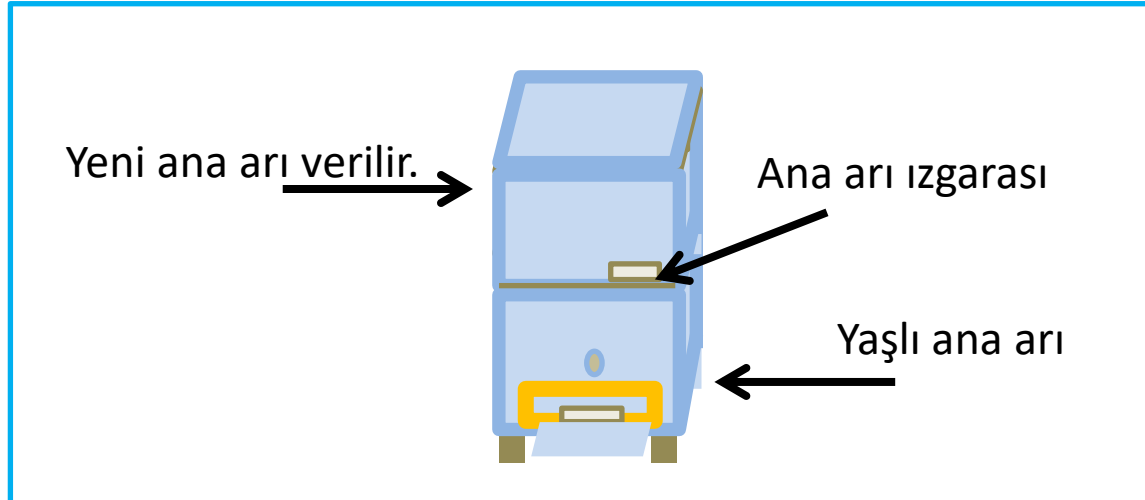 Yeni ana arı verilir.
Ana arı ızgarası
Yaşlı ana arı